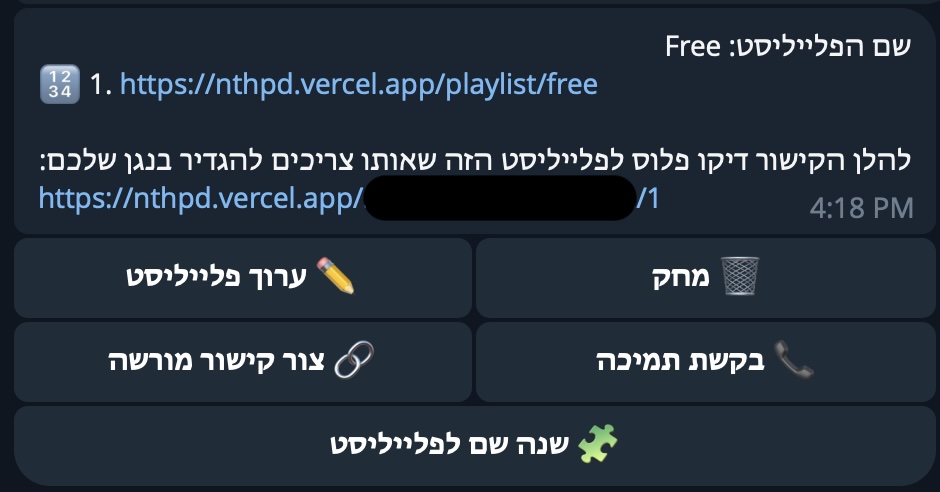 שם הפלייליסט: Free
🔢 1. https://nthpd.vercel.app/playlist/free
להלן הקישור דיקו פלוס לפלייליסט הזה שאותו צריכים להגדיר בנגן שלכם:
https://nthpd.vercel.app/ /1
4:18 PM
🗑️ מחק
✏️ ערוך פלייליסט
📞 בקשת תמיכה
🔗 צור קישור מורשה
🧩 שנה שם לפלייליסט